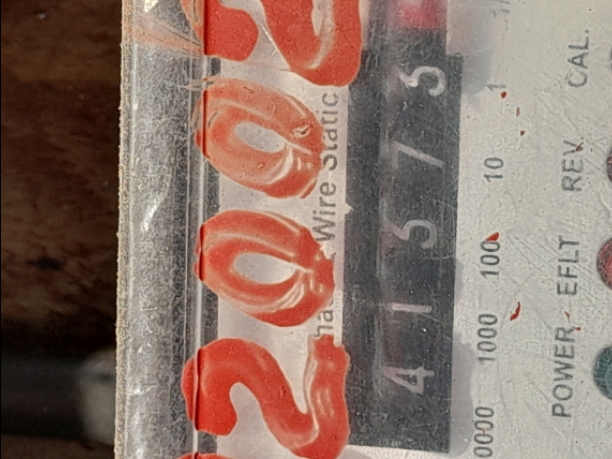 2002
Wire Static
4 1 5 7 5
0000 1000 100 10 1
POWER EFLT REV CAL.